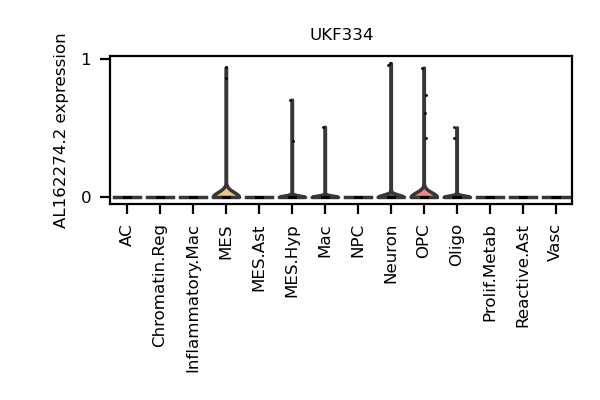 UKF334
AL162274.2 expression
1
0
AC
Chromatin.Reg
Inflammatory.Mac
MES
MES.Ast
MES.Hyp
Mac
NPC
Neuron
OPC
Oligo
Prolif.Metab
Reactive.Ast
Vasc